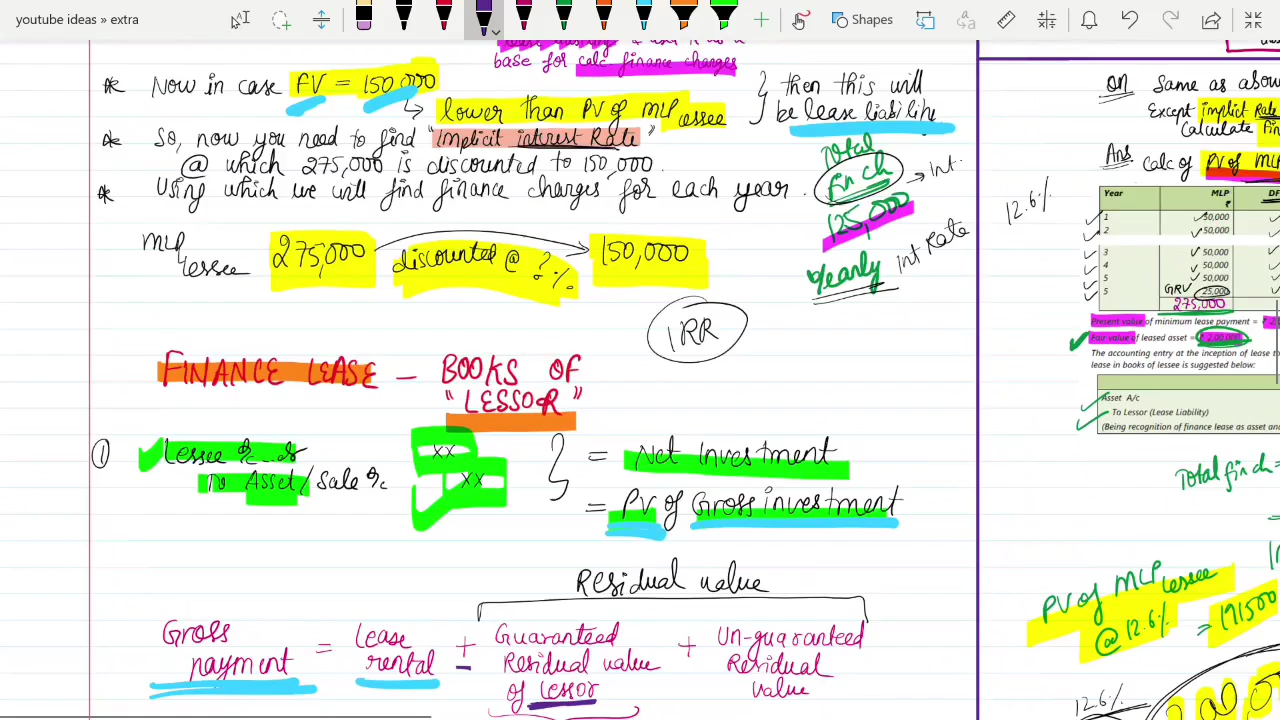 youtube ideas » extra
Shapes
base for calc finance charges
* Now in case FV = 150,000
↳ lower than PV of MLP lessee
then this will
be lease liability
* So, now you need to find "Implicit interest Rate"
@ which 275,000 is discounted to 150,000.
* Using which we will find finance charges for each year.
Total
fin ch → Int.
125,000
Yearly
Int Rate
MLP lessee 275,000 discounted @ ?% 150,000
IRR
FINANCE LEASE – BOOKS OF
"LESSOR"
① Lessee a/c dr xx
To Asset/Sale a/c xx
= Net Investment
= PV of Gross investment
Residual value
Gross payment = Lease rental + Guaranteed Residual value of lessor + Un-guaranteed Residual value
Qn Same as above
Except implicit Rate
Calculate Fin
Ans Calc of PV of MLP
12.6%
Year MLP DF
₹
1 50,000
2 50,000
3 50,000
4 50,000
5 50,000
5 GRV 25,000
275,000
Present value of minimum lease payment = ₹
Fair value of leased asset = ₹ 2,00,000
The accounting entry at the inception of lease t
lease in books of lessee is suggested below:
Asset A/c
To Lessor (Lease Liability)
(Being recognition of finance lease as asset an
Total fin ch =
=
PV of MLP lessee
@ 12.6% = 191500
12.6%